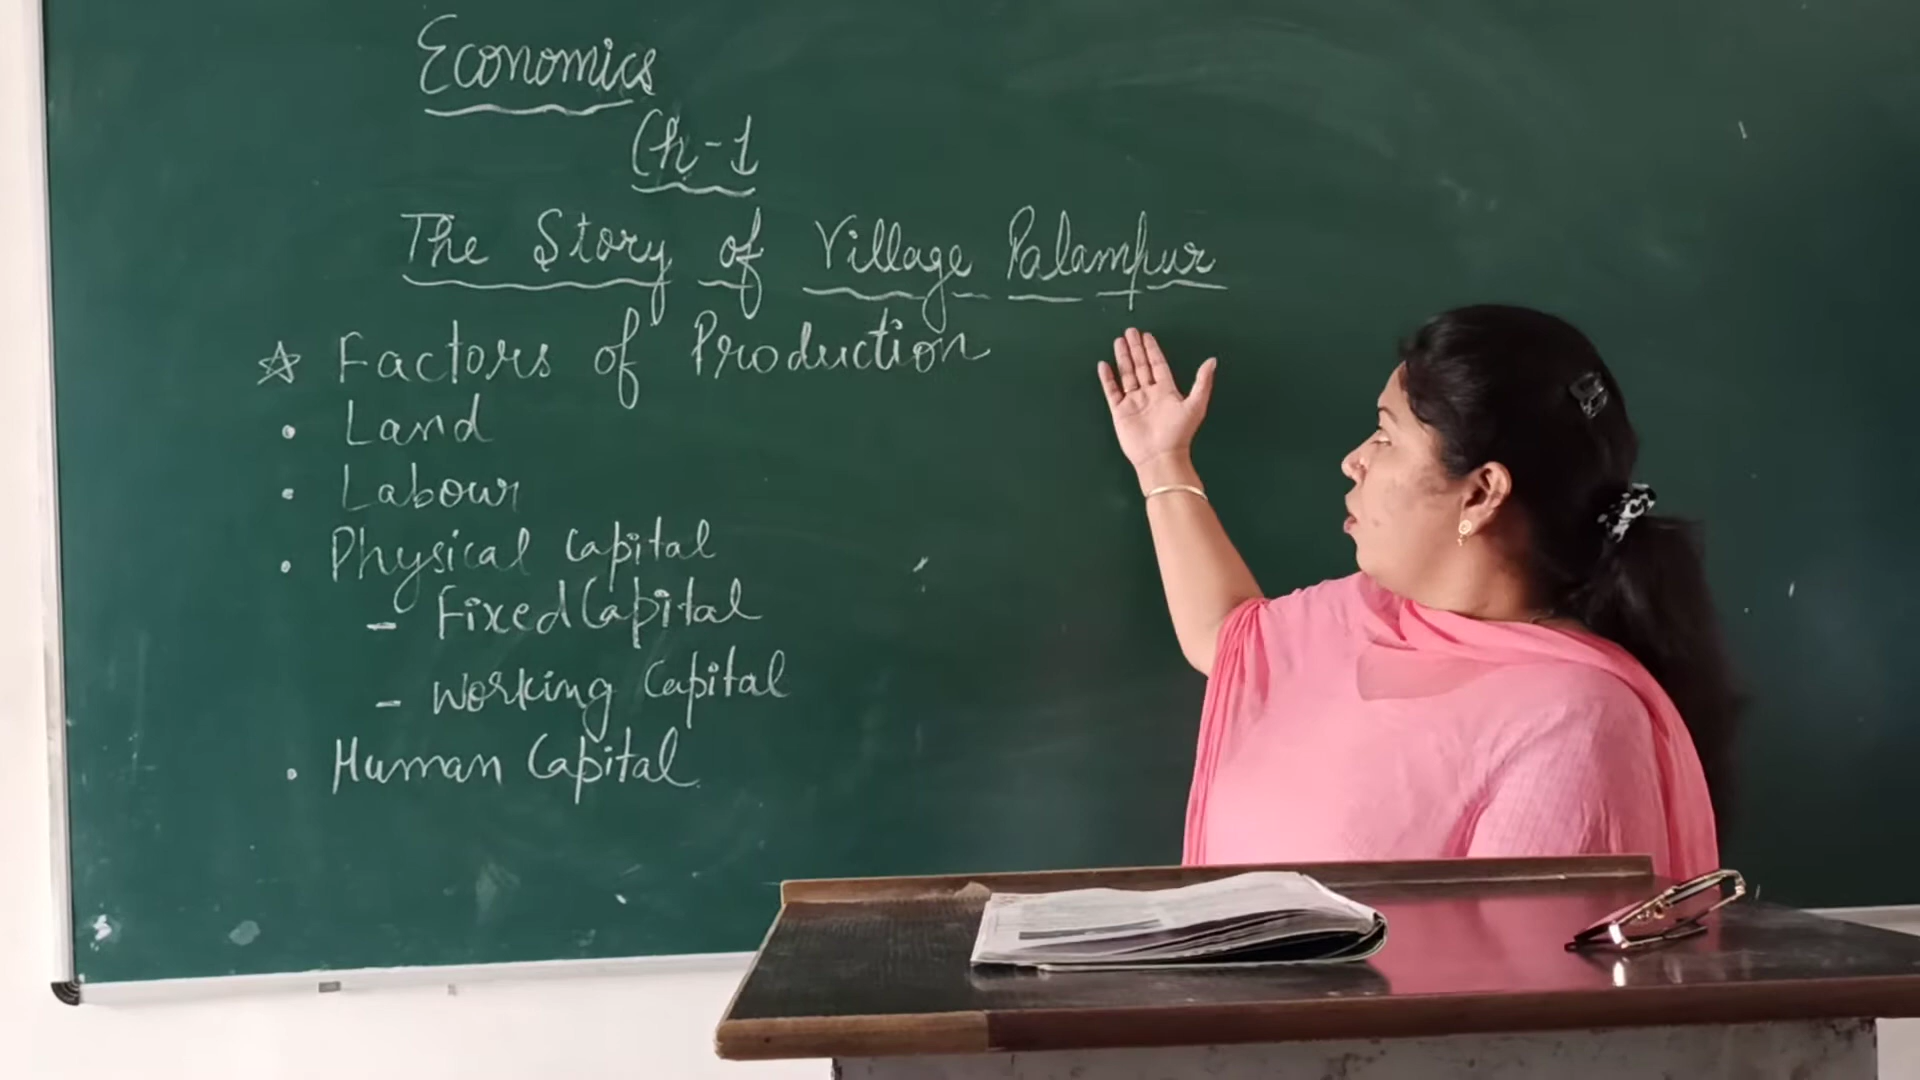 Economics
Ch-1
The Story of Village Palampur
☆ Factors of Production
• Land
• Labour
• Physical Capital
- Fixed Capital
- Working Capital
• Human Capital